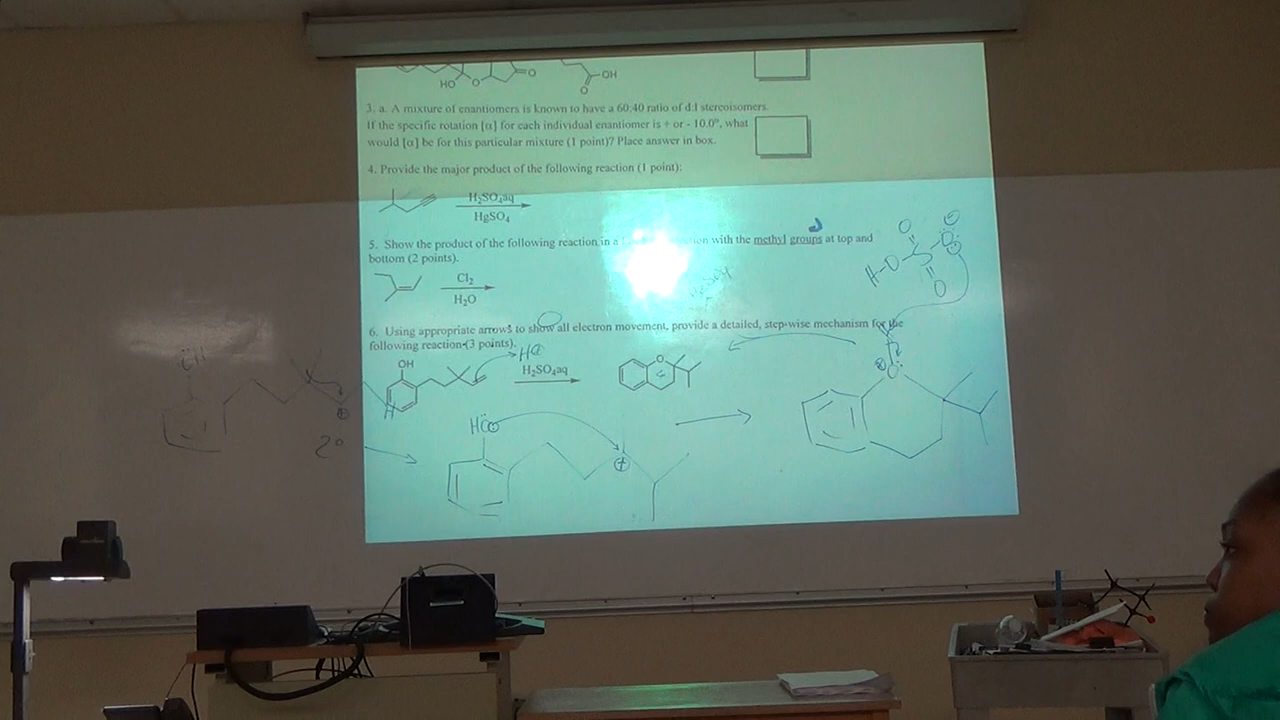 HO O O OH
O
3. a. A mixture of enantiomers is known to have a 60:40 ratio of d:l stereoisomers.
If the specific rotation [α] for each individual enantiomer is + or - 10.0°, what
would [α] be for this particular mixture (1 point)? Place answer in box.
4. Provide the major product of the following reaction (1 point):
H₂SO₄aq
HgSO₄
5. Show the product of the following reaction in a with the methyl groups at top and
bottom (2 points).
Cl₂
H₂O
6. Using appropriate arrows to show all electron movement, provide a detailed, step-wise mechanism for the
following reaction (3 points).
OH
H⊕
H₂SO₄aq
O
H
2°
HO
⊕
O
⊕
H-O S O
O
O
⊖